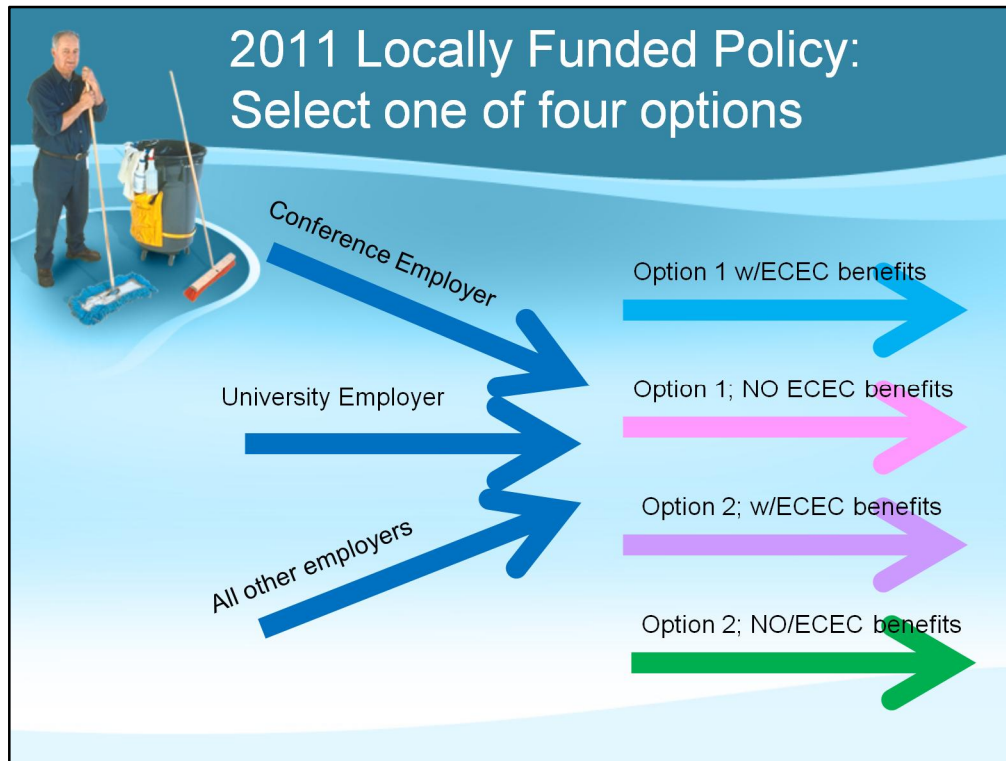 2011 Locally Funded Policy:
Select one of four options
Conference Employer
University Employer
All other employers
Option 1 w/ECEC benefits
Option 1; NO ECEC benefits
Option 2; w/ECEC benefits
Option 2; NO/ECEC benefits